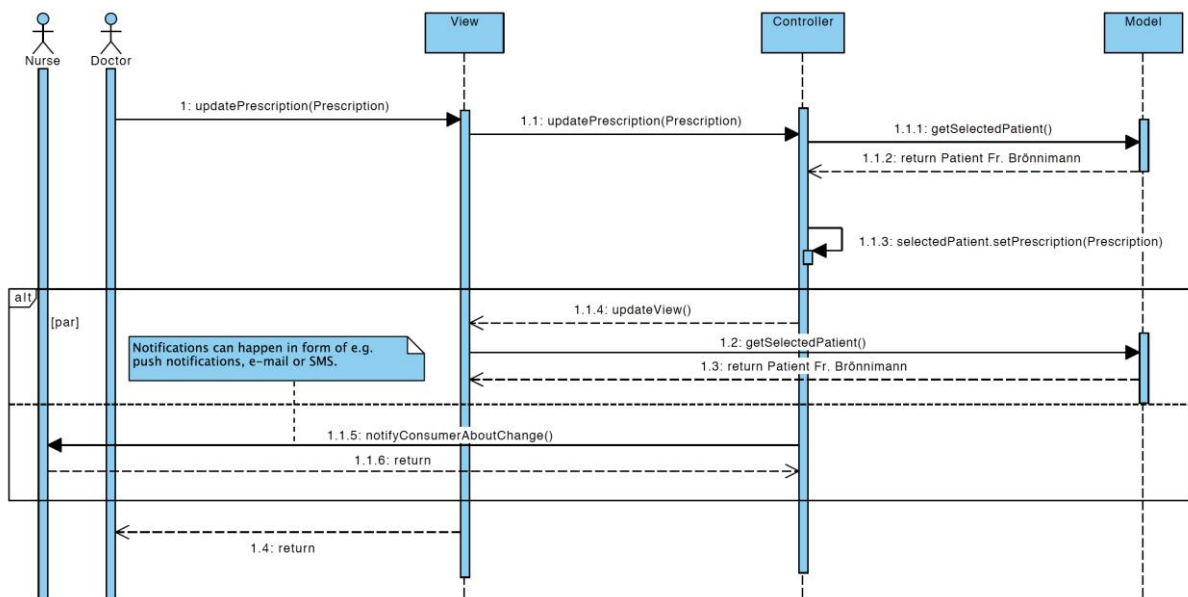 View
Controller
Model
Nurse
Doctor
1: updatePrescription(Prescription)
1.1: updatePrescription(Prescription)
1.1.1: getSelectedPatient()
1.1.2: return Patient Fr. Brönnimann
1.1.3: selectedPatient.setPrescription(Prescription)
alt
[par]
1.1.4: updateView()
Notifications can happen in form of e.g.
push notifications, e-mail or SMS.
1.2: getSelectedPatient()
1.3: return Patient Fr. Brönnimann
1.1.5: notifyConsumerAboutChange()
1.1.6: return
1.4: return